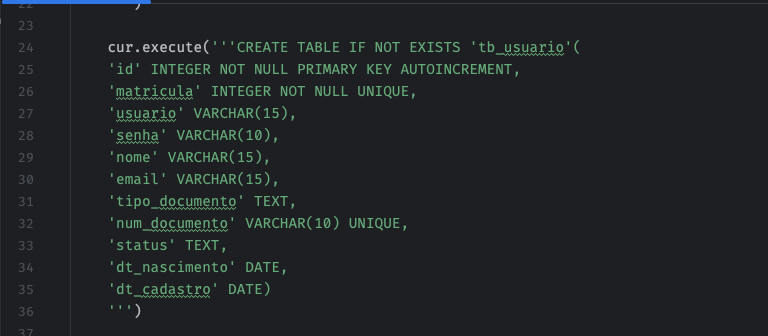 23
24 cur.execute('''CREATE TABLE IF NOT EXISTS 'tb_usuario'(
25 'id' INTEGER NOT NULL PRIMARY KEY AUTOINCREMENT,
26 'matricula' INTEGER NOT NULL UNIQUE,
27 'usuario' VARCHAR(15),
28 'senha' VARCHAR(10),
29 'nome' VARCHAR(15),
30 'email' VARCHAR(15),
31 'tipo_documento' TEXT,
32 'num_documento' VARCHAR(10) UNIQUE,
33 'status' TEXT,
34 'dt_nascimento' DATE,
35 'dt_cadastro' DATE)
36 ''')
37